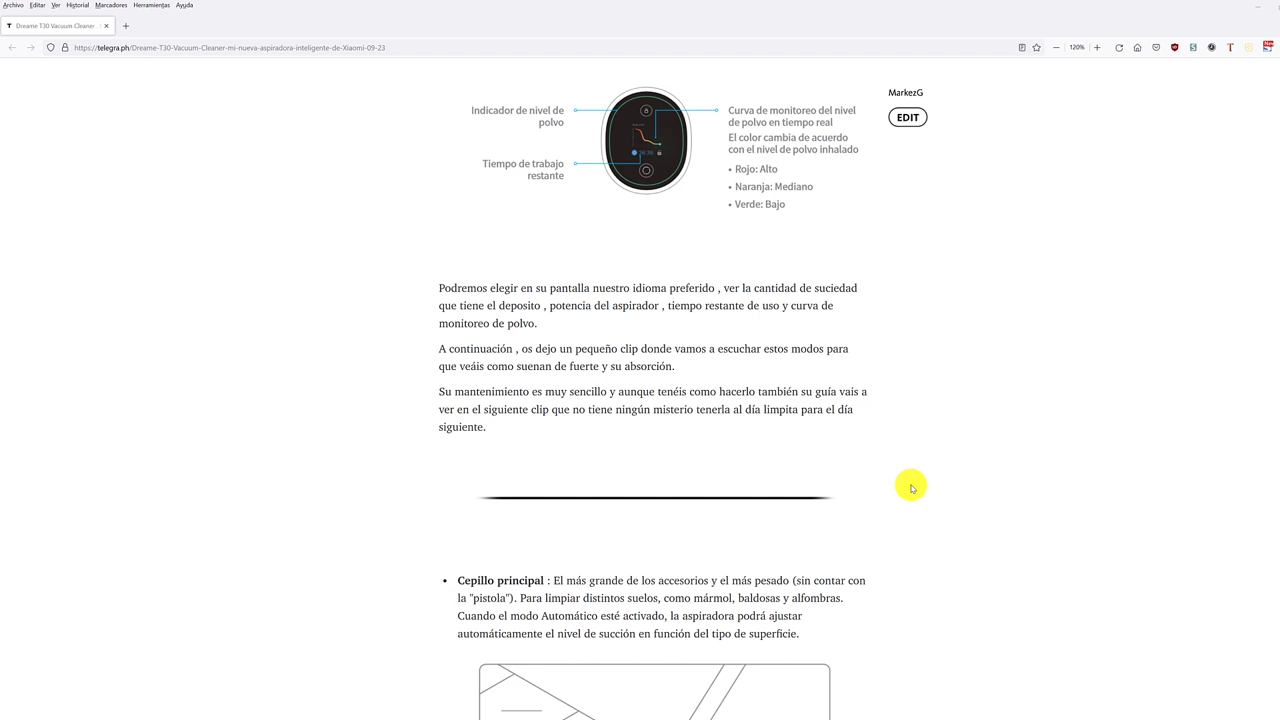 Archivo Editar Ver Historial Marcadores Herramientas Ayuda
Dreame T30 Vacuum Cleaner
https://telegra.ph/Dreame-T30-Vacuum-Cleaner-mi-nueva-aspiradora-inteligente-de-Xiaomi-09-23
120%
MarkezG
EDIT
Indicador de nivel de
polvo
Tiempo de trabajo
restante
Curva de monitoreo del nivel
de polvo en tiempo real
El color cambia de acuerdo
con el nivel de polvo inhalado
• Rojo: Alto
• Naranja: Mediano
• Verde: Bajo
Podremos elegir en su pantalla nuestro idioma preferido , ver la cantidad de suciedad
que tiene el deposito , potencia del aspirador , tiempo restante de uso y curva de
monitoreo de polvo.
A continuación , os dejo un pequeño clip donde vamos a escuchar estos modos para
que veáis como suenan de fuerte y su absorción.
Su mantenimiento es muy sencillo y aunque tenéis como hacerlo también su guía vais a
ver en el siguiente clip que no tiene ningún misterio tenerla al día limpita para el día
siguiente.
• Cepillo principal : El más grande de los accesorios y el más pesado (sin contar con
la "pistola"). Para limpiar distintos suelos, como mármol, baldosas y alfombras.
Cuando el modo Automático esté activado, la aspiradora podrá ajustar
automáticamente el nivel de succión en función del tipo de superficie.